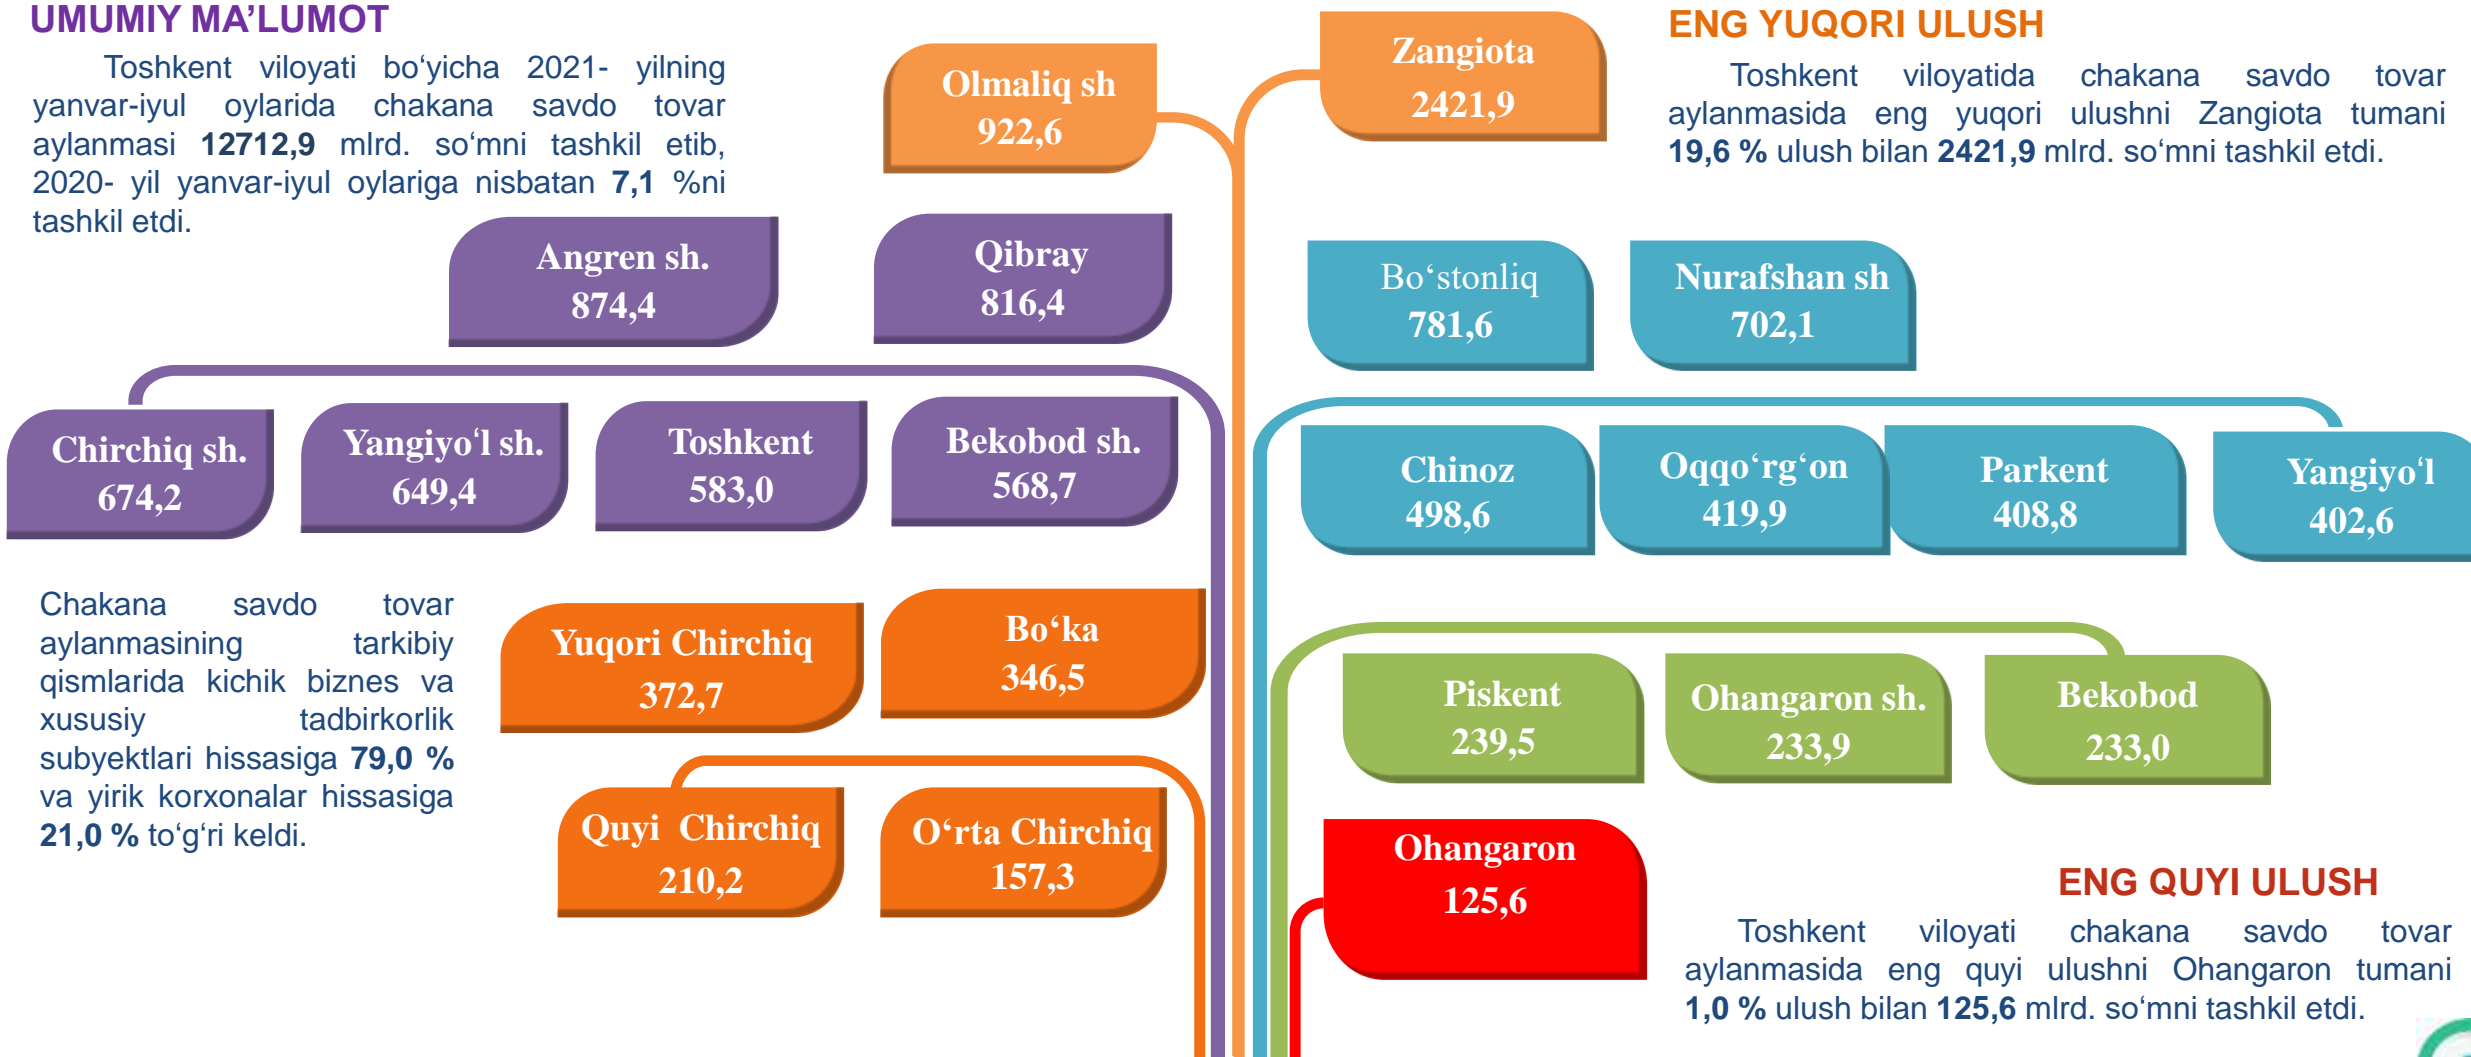 UMUMIY MA’LUMOT
Toshkent viloyati bo‘yicha 2021- yilning
yanvar-iyul oylarida chakana savdo tovar
aylanmasi 12712,9 mlrd. so‘mni tashkil etib,
2020- yil yanvar-iyul oylariga nisbatan 7,1 %ni
tashkil etdi.
Olmaliq sh
922,6
Zangiota
2421,9
ENG YUQORI ULUSH
Toshkent viloyatida chakana savdo tovar
aylanmasida eng yuqori ulushni Zangiota tumani
19,6 % ulush bilan 2421,9 mlrd. so‘mni tashkil etdi.
Angren sh.
874,4
Qibray
816,4
Bo‘stonliq
781,6
Nurafshan sh
702,1
Chirchiq sh.
674,2
Yangiyo‘l sh.
649,4
Toshkent
583,0
Bekobod sh.
568,7
Chinoz
498,6
Oqqo‘rg‘on
419,9
Parkent
408,8
Yangiyo‘l
402,6
Chakana savdo tovar
aylanmasining tarkibiy
qismlarida kichik biznes va
xususiy tadbirkorlik
subyektlari hissasiga 79,0 %
va yirik korxonalar hissasiga
21,0 % to‘g‘ri keldi.
Yuqori Chirchiq
372,7
Bo‘ka
346,5
Piskent
239,5
Ohangaron sh.
233,9
Bekobod
233,0
Quyi Chirchiq
210,2
O‘rta Chirchiq
157,3
Ohangaron
125,6
ENG QUYI ULUSH
Toshkent viloyati chakana savdo tovar
aylanmasida eng quyi ulushni Ohangaron tumani
1,0 % ulush bilan 125,6 mlrd. so‘mni tashkil etdi.